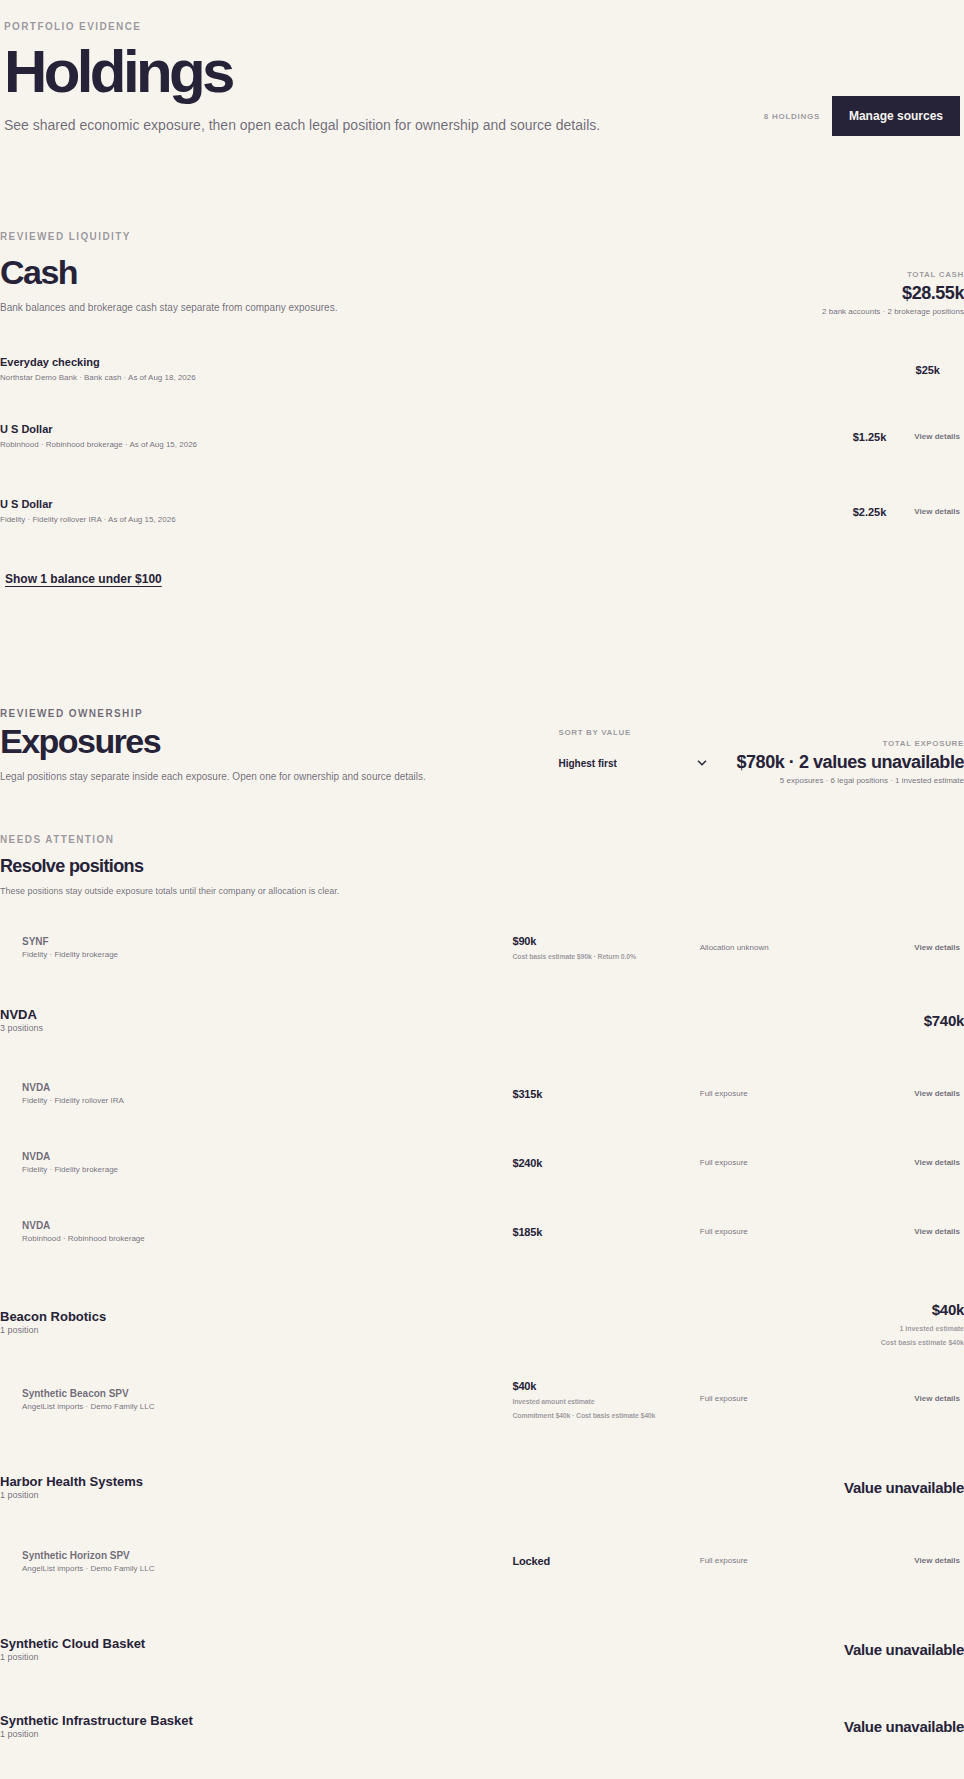 PORTFOLIO EVIDENCE
Holdings
See shared economic exposure, then open each legal position for ownership and source details.
8 HOLDINGS
Manage sources
REVIEWED LIQUIDITY
Cash
Bank balances and brokerage cash stay separate from company exposures.
TOTAL CASH
$28.55k
2 bank accounts · 2 brokerage positions
Everyday checking
Northstar Demo Bank · Bank cash · As of Aug 18, 2026
$25k
U S Dollar
Robinhood · Robinhood brokerage · As of Aug 15, 2026
$1.25k
View details
U S Dollar
Fidelity · Fidelity rollover IRA · As of Aug 15, 2026
$2.25k
View details
Show 1 balance under $100
REVIEWED OWNERSHIP
Exposures
Legal positions stay separate inside each exposure. Open one for ownership and source details.
SORT BY VALUE
Highest first
TOTAL EXPOSURE
$780k · 2 values unavailable
5 exposures · 6 legal positions · 1 invested estimate
NEEDS ATTENTION
Resolve positions
These positions stay outside exposure totals until their company or allocation is clear.
SYNF
Fidelity · Fidelity brokerage
$90k
Cost basis estimate $90k · Return 0.0%
Allocation unknown
View details
NVDA
3 positions
$740k
NVDA
Fidelity · Fidelity rollover IRA
$315k
Full exposure
View details
NVDA
Fidelity · Fidelity brokerage
$240k
Full exposure
View details
NVDA
Robinhood · Robinhood brokerage
$185k
Full exposure
View details
Beacon Robotics
1 position
$40k
1 invested estimate
Cost basis estimate $40k
Synthetic Beacon SPV
AngelList imports · Demo Family LLC
$40k
Invested amount estimate
Commitment $40k · Cost basis estimate $40k
Full exposure
View details
Harbor Health Systems
1 position
Value unavailable
Synthetic Horizon SPV
AngelList imports · Demo Family LLC
Locked
Full exposure
View details
Synthetic Cloud Basket
1 position
Value unavailable
Synthetic Infrastructure Basket
1 position
Value unavailable